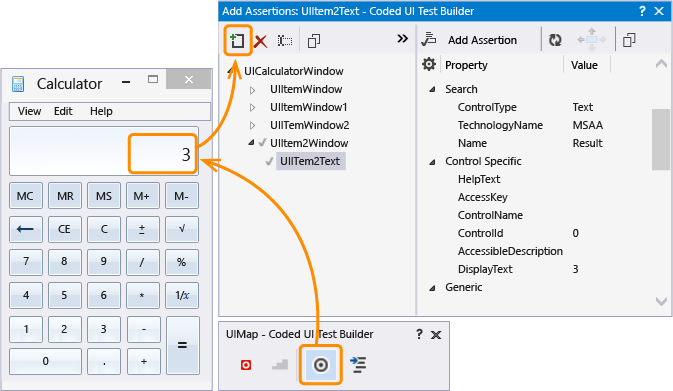 Add Assertions: UIItem2Text - Coded UI Test Builder ? X
» Add Assertion
UICalculatorWindow
UIItemWindow
UIItemWindow1
UIITemWindow2
UIItem2Window
UIITem2Text
Property Value
Search
ControlType Text
TechnologyName MSAA
Name Result
Control Specific
HelpText
AccessKey
ControlName
ControlId 0
AccessibleDescription
DisplayText 3
Generic
Calculator
View Edit Help
3
MC MR MS M+ M-
← CE C ± √
7 8 9 / %
4 5 6 * 1/x
1 2 3 - =
0 . +
UIMap - Coded UI Test Builder ? X